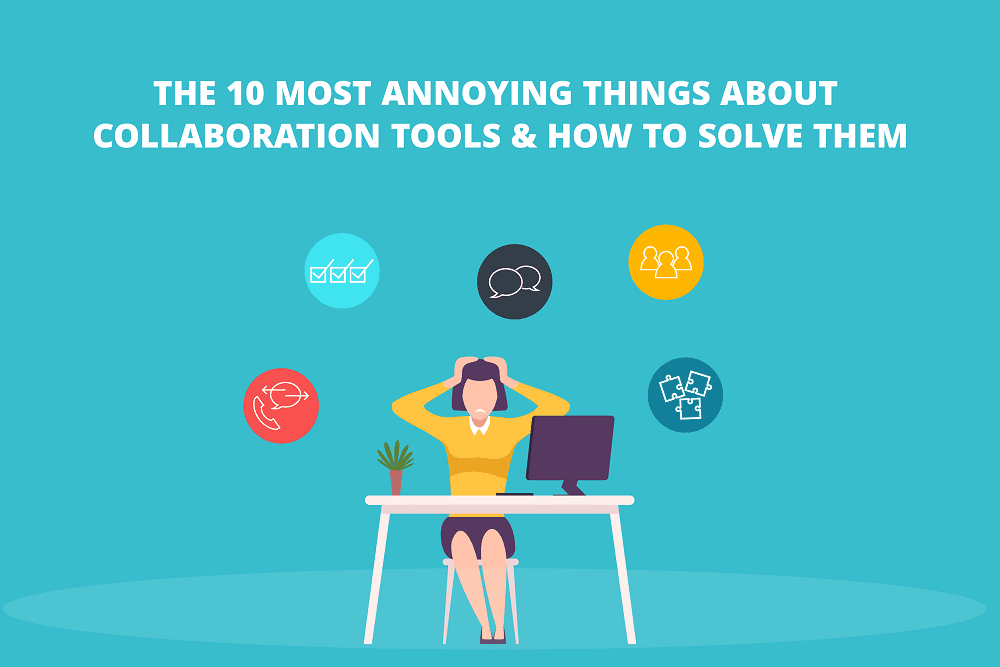 THE 10 MOST ANNOYING THINGS ABOUT
COLLABORATION TOOLS & HOW TO SOLVE THEM